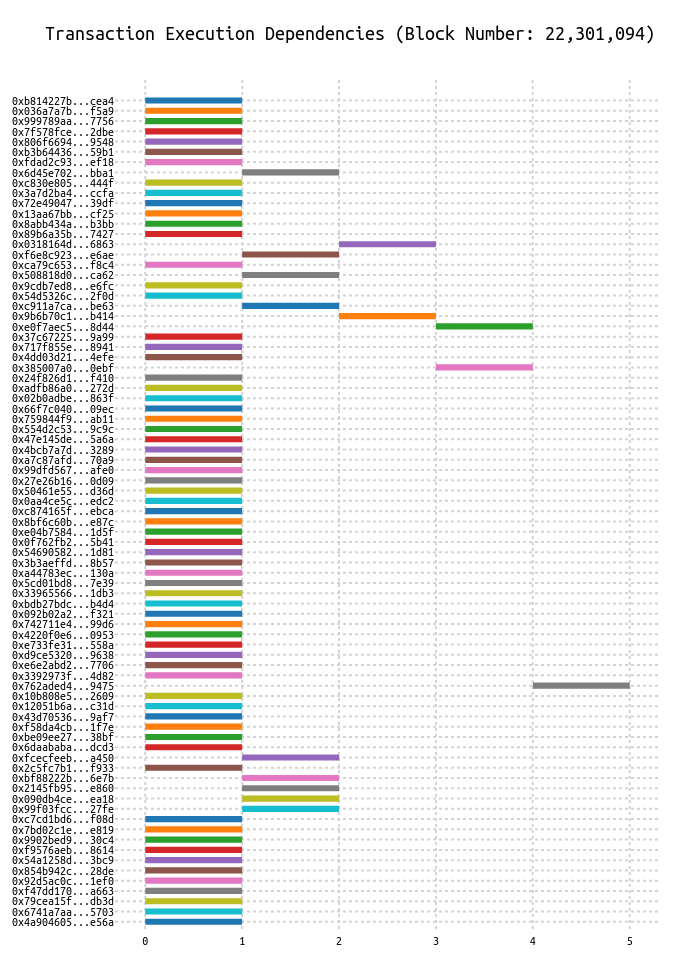 Transaction Execution Dependencies (Block Number: 22,301,094)
0xb814227b...cea4
0x036a7a7b...f5a9
0x999789aa...7756
0x7f578fce...2dbe
0x806f6694...9548
0xb3b64436...59b1
0xfdad2c93...ef18
0x6d45e702...bba1
0xc830e805...444f
0x3a7d2ba4...ccfa
0x72e49047...39df
0x13aa67bb...cf25
0x8abb434a...b3bb
0x89b6a35b...7427
0x0318164d...6863
0xf6e8c923...e6ae
0xca79c653...f8c4
0x508818d0...ca62
0x9cdb7ed8...e6fc
0x54d5326c...2f0d
0xc911a7ca...be63
0x9b6b70c1...b414
0xe0f7aec5...8d44
0x37c67225...9a99
0x717f855e...8941
0x4dd03d21...4efe
0x385007a0...0ebf
0x24f826d1...f410
0xadfb86a0...272d
0x02b0adbe...863f
0x66f7c040...09ec
0x759844f9...ab11
0x554d2c53...9c9c
0x47e145de...5a6a
0x4bcb7a7d...3289
0xa7c87afd...70a9
0x99dfd567...afe0
0x27e26b16...0d09
0x50461e55...d36d
0x0aa4ce5c...edc2
0xc874165f...ebca
0x8bf6c60b...e87c
0xe04b7584...1d5f
0x0f762fb2...5b41
0x54690582...1d81
0x3b3aeffd...8b57
0xa44783ec...130a
0x5cd01bd8...7e39
0x33965566...1db3
0xbdb27bdc...b4d4
0x092b02a2...f321
0x742711e4...99d6
0x4220f0e6...0953
0xe733fe31...558a
0xd9ce5320...9638
0xe6e2abd2...7706
0x3392973f...4d82
0x762aded4...9475
0x10b808e5...2609
0x12051b6a...c31d
0x43d70536...9af7
0xf58da4cb...1f7e
0xbe09ee27...38bf
0x6daababa...dcd3
0xfcecfeeb...a450
0x2c5fc7b1...f933
0xbf88222b...6e7b
0x2145fb95...e860
0x090db4ce...ea18
0x99f03fcc...27fe
0xc7cd1bd6...f08d
0x7bd02c1e...e819
0x9902bed9...30c4
0xf9576aeb...8614
0x54a1258d...3bc9
0x854b942c...28de
0x92d5ac0c...1ef0
0xf47dd170...a663
0x79cea15f...db3d
0x6741a7aa...5703
0x4a904605...e56a
0 1 2 3 4 5